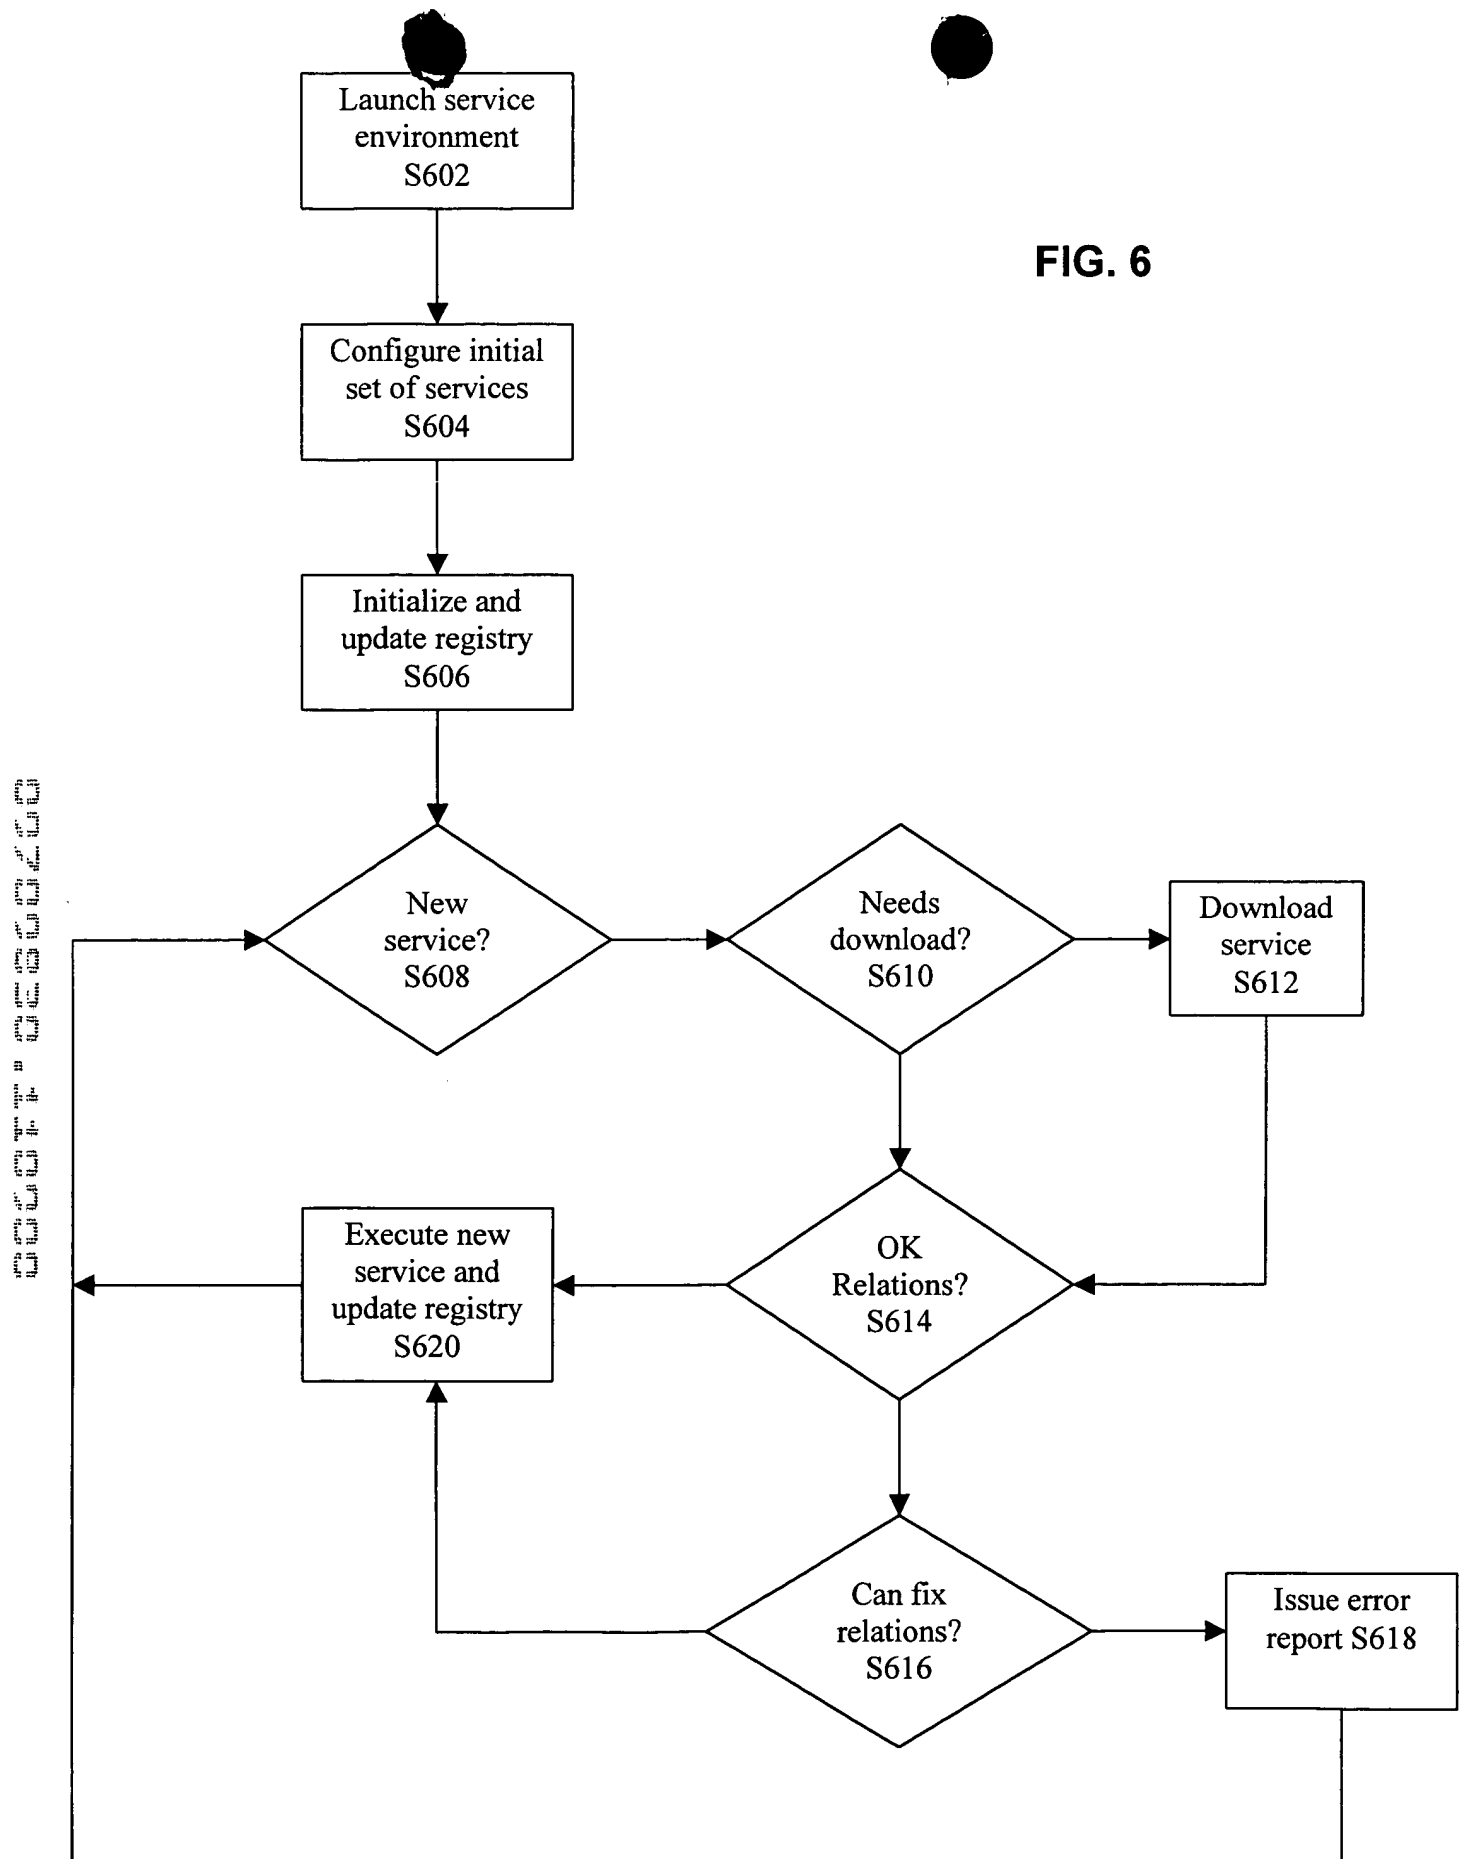 Launch service
environment
S602
FIG. 6
Configure initial
set of services
S604
Initialize and
update registry
S606
New
service?
S608
Needs
download?
S610
Download
service
S612
Execute new
service and
update registry
S620
OK
Relations?
S614
Can fix
relations?
S616
Issue error
report S618